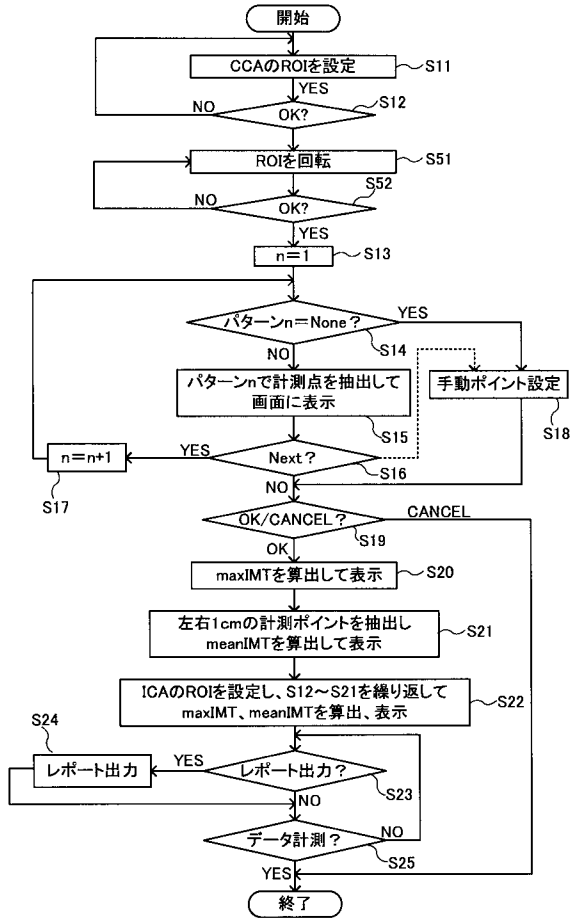 開始
CCAのROIを設定
S11
YES
NO
S12
OK?
ROIを回転
S51
NO
S52
OK?
YES
n=1
S13
パターンn=None?
YES
S14
NO
パターンnで計測点を抽出して
画面に表示
S15
手動ポイント設定
S18
n=n+1
S17
YES
Next?
S16
NO
OK/CANCEL?
CANCEL
S19
OK
maxIMTを算出して表示
S20
左右1cmの計測ポイントを抽出し
meanIMTを算出して表示
S21
ICAのROIを設定し、S12～S21を繰り返して
maxIMT、meanIMTを算出、表示
S22
S24
レポート出力
YES
レポート出力?
S23
NO
データ計測?
NO
S25
YES
終了